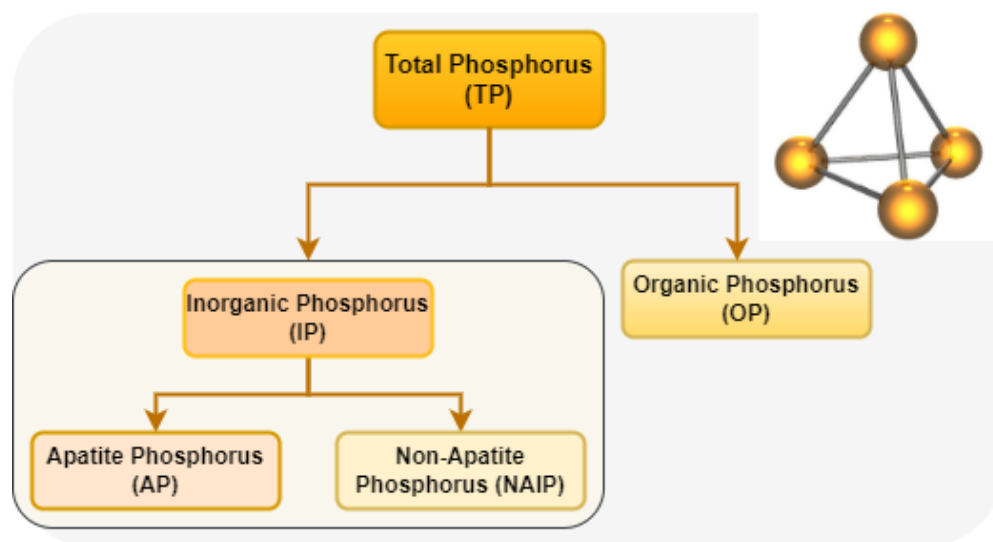 Total Phosphorus
(TP)
Inorganic Phosphorus
(IP)
Organic Phosphorus
(OP)
Apatite Phosphorus
(AP)
Non-Apatite
Phosphorus (NAIP)